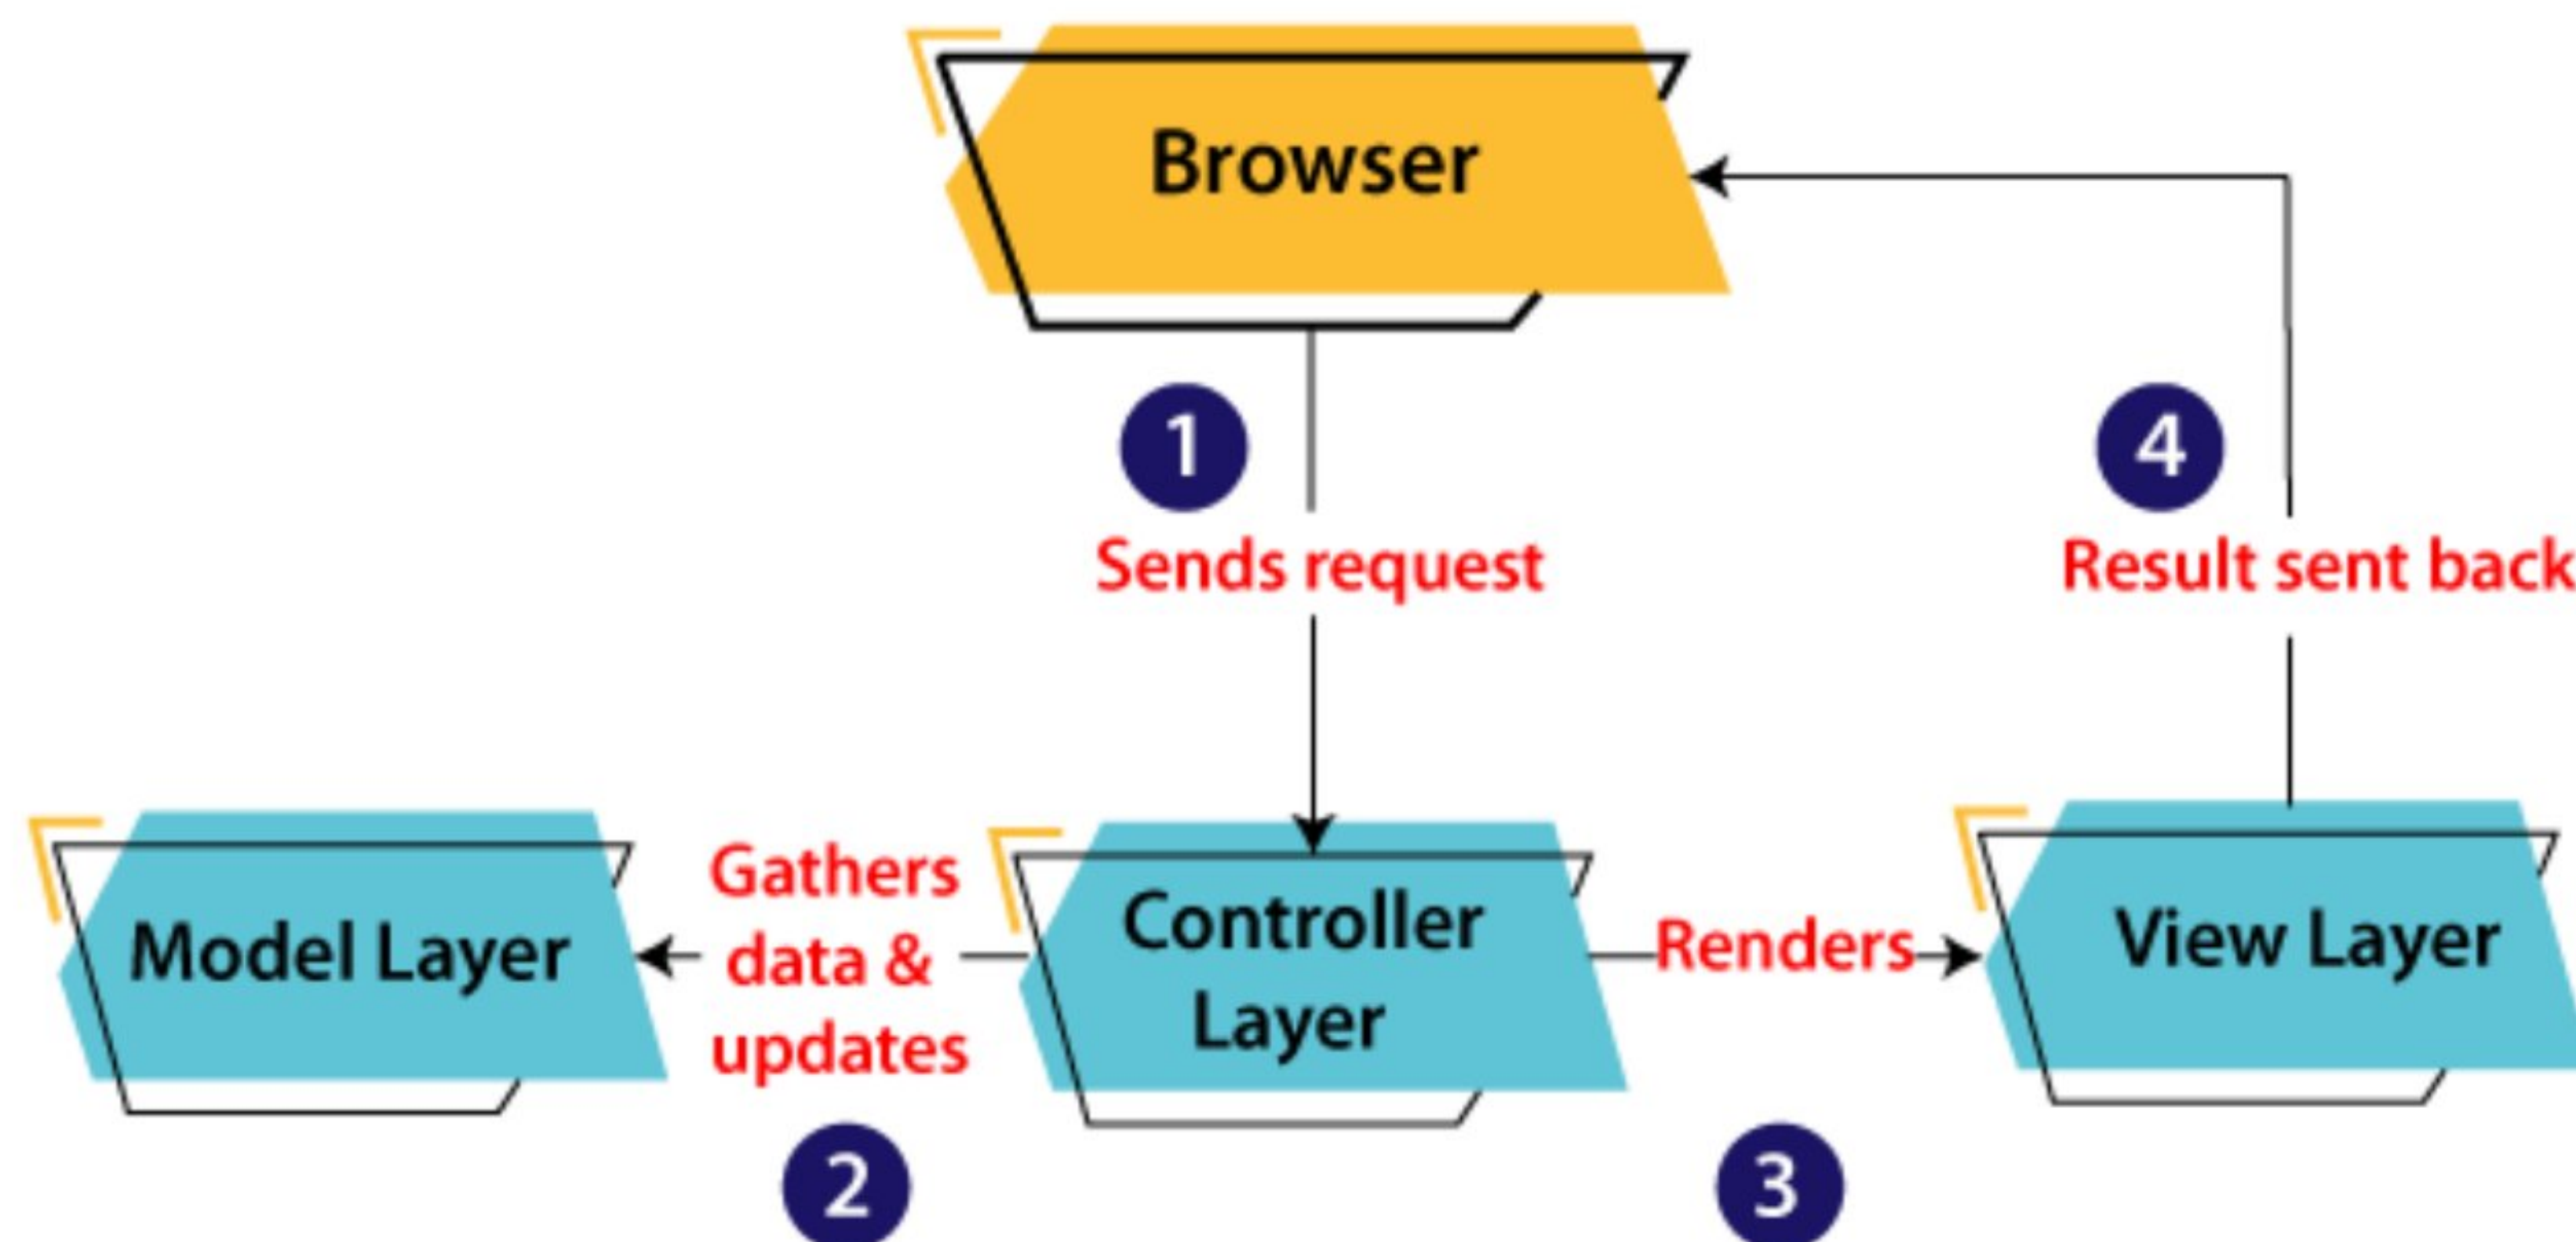 Browser
1
4
Sends request
Result sent back
Gathers
data &
updates
Model Layer
Controller
Layer
Renders
View Layer
2
3